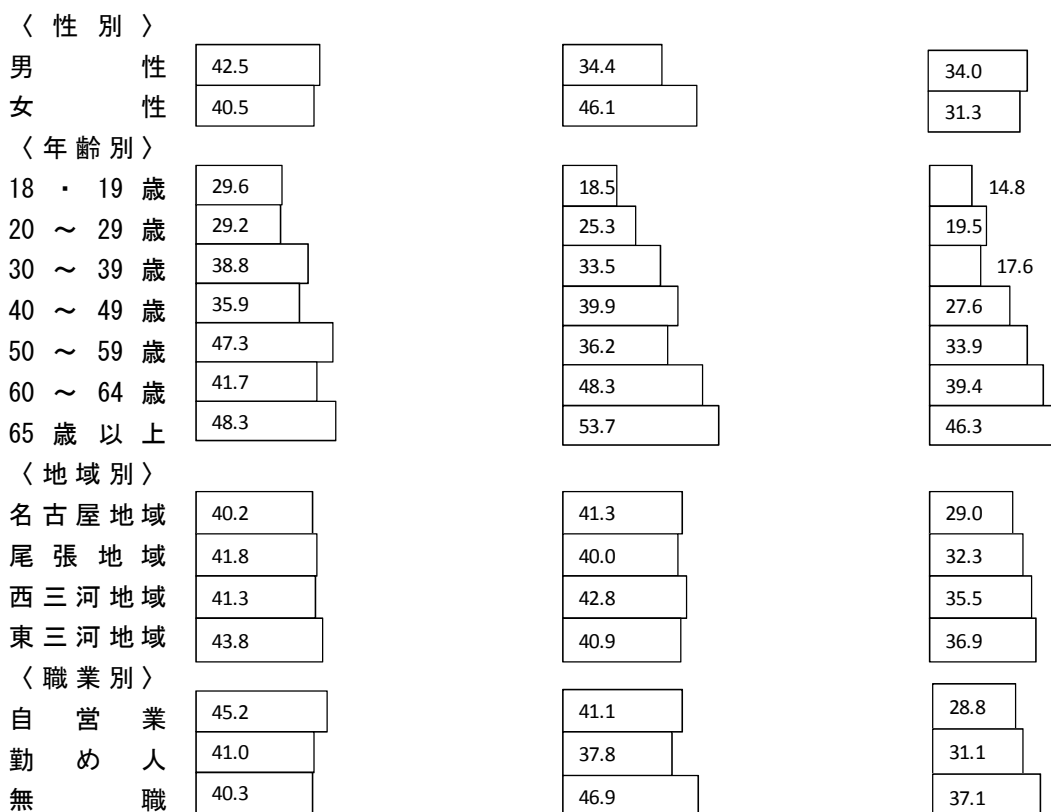 〈 性 別 〉
男 性 42.5 34.4 34.0
女 性 40.5 46.1 31.3
〈 年 齢 別 〉
18 ・ 19 歳 29.6 18.5 14.8
20 ～ 29 歳 29.2 25.3 19.5
30 ～ 39 歳 38.8 33.5 17.6
40 ～ 49 歳 35.9 39.9 27.6
50 ～ 59 歳 47.3 36.2 33.9
60 ～ 64 歳 41.7 48.3 39.4
65 歳 以 上 48.3 53.7 46.3
〈 地 域 別 〉
名 古 屋 地 域 40.2 41.3 29.0
尾 張 地 域 41.8 40.0 32.3
西 三 河 地 域 41.3 42.8 35.5
東 三 河 地 域 43.8 40.9 36.9
〈 職 業 別 〉
自 営 業 45.2 41.1 28.8
勤 め 人 41.0 37.8 31.1
無 職 40.3 46.9 37.1